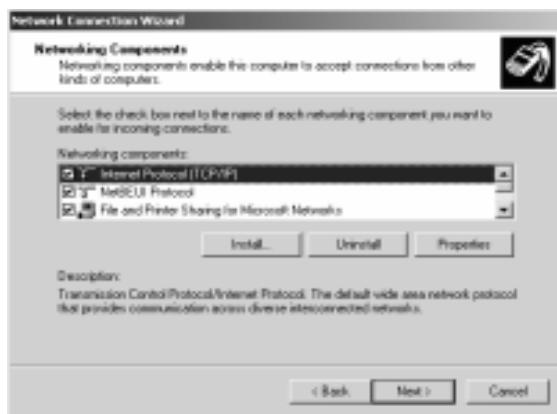 Network Connection Wizard
Networking Components
Networking components enable this computer to accept connections from other
kinds of computers.
Select the check box next to the name of each networking component you want to
enable for incoming connections.
Networking components:
Internet Protocol (TCP/IP)
NetBEUI Protocol
File and Printer Sharing for Microsoft Networks
Install... Uninstall Properties
Description:
Transmission Control Protocol/Internet Protocol. The default wide area network protocol
that provides communication across diverse interconnected networks.
< Back Next > Cancel